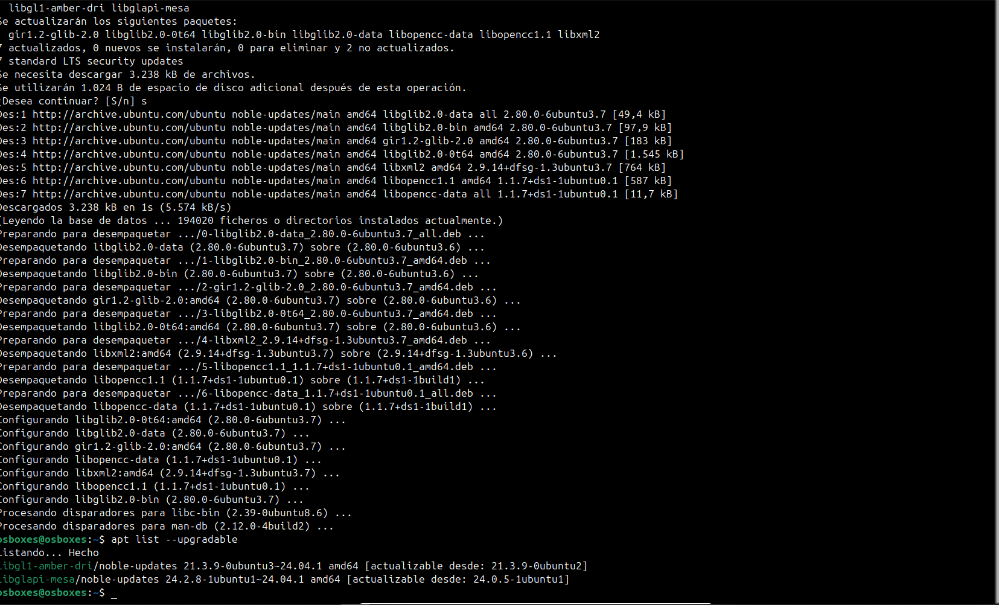 libgl1-amber-dri libglapi-mesa
Se actualizarán los siguientes paquetes:
gir1.2-glib-2.0 libglib2.0-0t64 libglib2.0-bin libglib2.0-data libopencc-data libopencc1.1 libxml2
7 actualizados, 0 nuevos se instalarán, 0 para eliminar y 2 no actualizados.
7 standard LTS security updates
Se necesita descargar 3.238 kB de archivos.
Se utilizarán 1.024 B de espacio de disco adicional después de esta operación.
¿Desea continuar? [S/n] s
Des:1 http://archive.ubuntu.com/ubuntu noble-updates/main amd64 libglib2.0-data all 2.80.0-6ubuntu3.7 [49,4 kB]
Des:2 http://archive.ubuntu.com/ubuntu noble-updates/main amd64 libglib2.0-bin amd64 2.80.0-6ubuntu3.7 [97,9 kB]
Des:3 http://archive.ubuntu.com/ubuntu noble-updates/main amd64 gir1.2-glib-2.0 amd64 2.80.0-6ubuntu3.7 [183 kB]
Des:4 http://archive.ubuntu.com/ubuntu noble-updates/main amd64 libglib2.0-0t64 amd64 2.80.0-6ubuntu3.7 [1.545 kB]
Des:5 http://archive.ubuntu.com/ubuntu noble-updates/main amd64 libxml2 amd64 2.9.14+dfsg-1.3ubuntu3.7 [764 kB]
Des:6 http://archive.ubuntu.com/ubuntu noble-updates/main amd64 libopencc1.1 amd64 1.1.7+ds1-1ubuntu0.1 [587 kB]
Des:7 http://archive.ubuntu.com/ubuntu noble-updates/main amd64 libopencc-data all 1.1.7+ds1-1ubuntu0.1 [11,7 kB]
Descargados 3.238 kB en 1s (5.574 kB/s)
(Leyendo la base de datos ... 194020 ficheros o directorios instalados actualmente.)
Preparando para desempaquetar .../0-libglib2.0-data_2.80.0-6ubuntu3.7_all.deb ...
Desempaquetando libglib2.0-data (2.80.0-6ubuntu3.7) sobre (2.80.0-6ubuntu3.6) ...
Preparando para desempaquetar .../1-libglib2.0-bin_2.80.0-6ubuntu3.7_amd64.deb ...
Desempaquetando libglib2.0-bin (2.80.0-6ubuntu3.7) sobre (2.80.0-6ubuntu3.6) ...
Preparando para desempaquetar .../2-gir1.2-glib-2.0_2.80.0-6ubuntu3.7_amd64.deb ...
Desempaquetando gir1.2-glib-2.0:amd64 (2.80.0-6ubuntu3.7) sobre (2.80.0-6ubuntu3.6) ...
Preparando para desempaquetar .../3-libglib2.0-0t64_2.80.0-6ubuntu3.7_amd64.deb ...
Desempaquetando libglib2.0-0t64:amd64 (2.80.0-6ubuntu3.7) sobre (2.80.0-6ubuntu3.6) ...
Preparando para desempaquetar .../4-libxml2_2.9.14+dfsg-1.3ubuntu3.7_amd64.deb ...
Desempaquetando libxml2:amd64 (2.9.14+dfsg-1.3ubuntu3.7) sobre (2.9.14+dfsg-1.3ubuntu3.6) ...
Preparando para desempaquetar .../5-libopencc1.1_1.1.7+ds1-1ubuntu0.1_amd64.deb ...
Desempaquetando libopencc1.1 (1.1.7+ds1-1ubuntu0.1) sobre (1.1.7+ds1-1build1) ...
Preparando para desempaquetar .../6-libopencc-data_1.1.7+ds1-1ubuntu0.1_all.deb ...
Desempaquetando libopencc-data (1.1.7+ds1-1ubuntu0.1) sobre (1.1.7+ds1-1build1) ...
Configurando libglib2.0-0t64:amd64 (2.80.0-6ubuntu3.7) ...
Configurando libglib2.0-data (2.80.0-6ubuntu3.7) ...
Configurando gir1.2-glib-2.0:amd64 (2.80.0-6ubuntu3.7) ...
Configurando libopencc-data (1.1.7+ds1-1ubuntu0.1) ...
Configurando libxml2:amd64 (2.9.14+dfsg-1.3ubuntu3.7) ...
Configurando libopencc1.1 (1.1.7+ds1-1ubuntu0.1) ...
Configurando libglib2.0-bin (2.80.0-6ubuntu3.7) ...
Procesando disparadores para libc-bin (2.39-0ubuntu8.6) ...
Procesando disparadores para man-db (2.12.0-4build2) ...
osboxes@osboxes:~$ apt list --upgradable
Listando... Hecho
libgl1-amber-dri/noble-updates 21.3.9-0ubuntu3~24.04.1 amd64 [actualizable desde: 21.3.9-0ubuntu2]
libglapi-mesa/noble-updates 24.2.8-1ubuntu1~24.04.1 amd64 [actualizable desde: 24.0.5-1ubuntu1]
osboxes@osboxes:~$ _